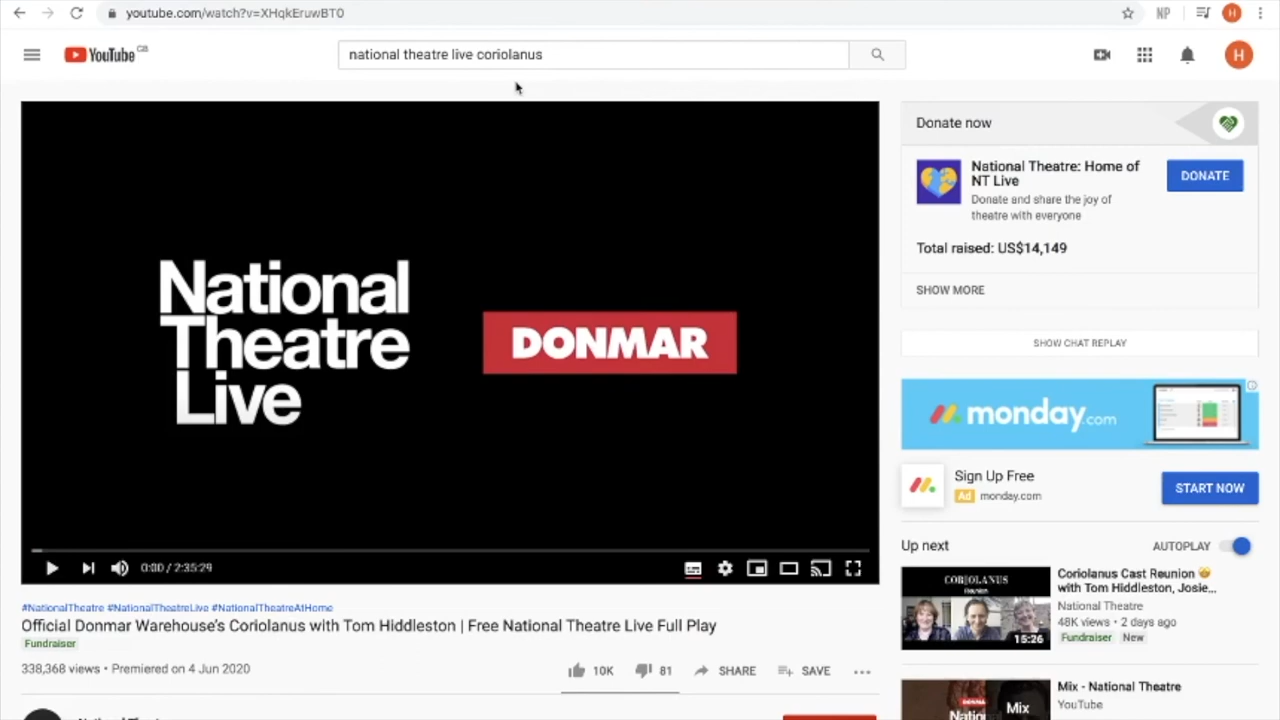 youtube.com/watch?v=XHqkEruwBT0
NP
H
YouTube GB
national theatre live coriolanus
H
National
Theatre
Live
DONMAR
0:00 / 2:35:29
#NationalTheatre #NationalTheatreLive #NationalTheatreAtHome
Official Donmar Warehouse's Coriolanus with Tom Hiddleston | Free National Theatre Live Full Play
Fundraiser
338,368 views • Premiered on 4 Jun 2020
10K 81 SHARE SAVE
Donate now
National Theatre: Home of
NT Live
DONATE
Donate and share the joy of
theatre with everyone
Total raised: US$14,149
SHOW MORE
SHOW CHAT REPLAY
monday.com
Sign Up Free
Ad monday.com
START NOW
Up next
AUTOPLAY
CORIOLANUS
15:26
Coriolanus Cast Reunion 🤩
with Tom Hiddleston, Josie...
National Theatre
48K views • 2 days ago
Fundraiser New
DONMAR
Mix
Mix - National Theatre
YouTube